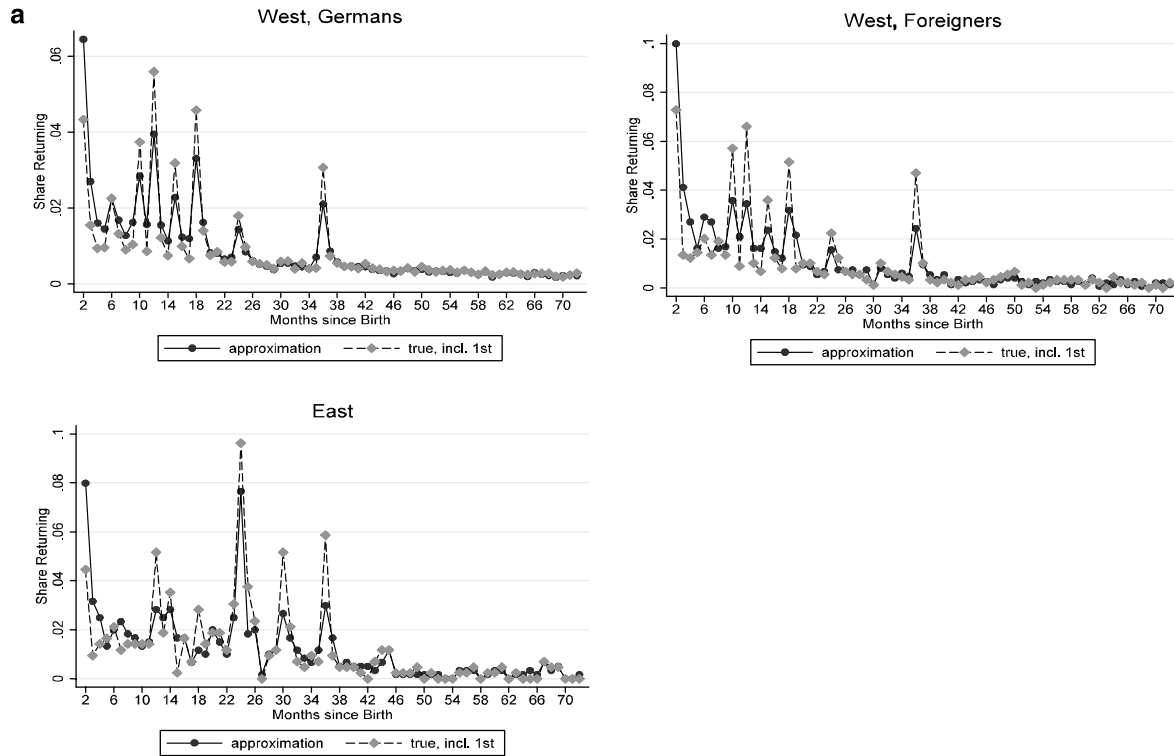 a
West, Germans
Share Returning
.06
.04
.02
0
2 6 10 14 18 22 26 30 34 38 42 46 50 54 58 62 66 70
Months since Birth
approximation true, incl. 1st
West, Foreigners
Share Returning
.1
.08
.06
.04
.02
0
2 6 10 14 18 22 26 30 34 38 42 46 50 54 58 62 66 70
Months since Birth
approximation true, incl. 1st
East
Share Returning
.1
.08
.06
.04
.02
0
2 6 10 14 18 22 26 30 34 38 42 46 50 54 58 62 66 70
Months since Birth
approximation true, incl. 1st